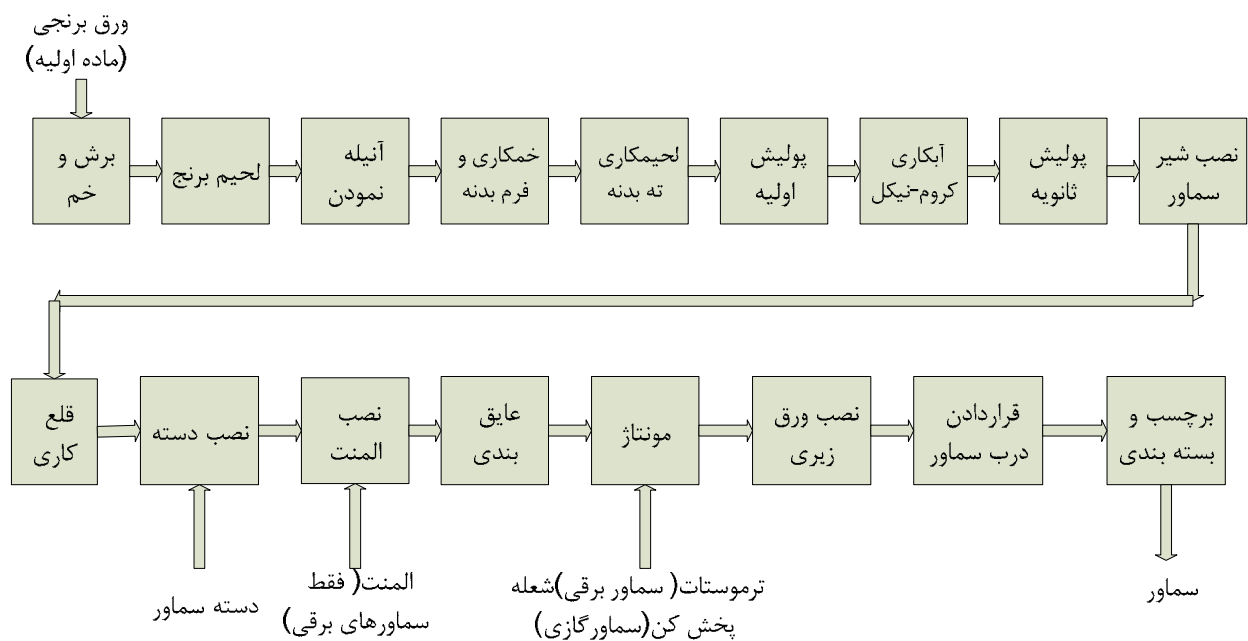 ورق برنجی
(ماده اولیه)
برش و
خم
لحیم برنج
آنیله
نمودن
خمکاری و
فرم بدنه
لحیمکاری
ته بدنه
پولیش
اولیه
آبکاری
کروم-نیکل
پولیش
ثانویه
نصب شیر
سماور
قلع
کاری
نصب دسته
نصب
المنت
عایق
بندی
مونتاژ
نصب ورق
زیری
قراردادن
درب سماور
برچسب و
بسته بندی
دسته سماور
المنت( فقط
سماورهای برقی)
ترموستات( سماور برقی)شعله
پخش کن(سماورگازی)
سماور